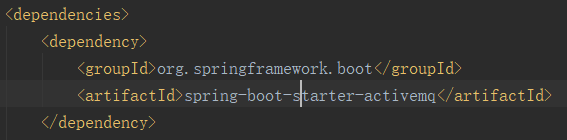 <dependencies>
<dependency>
<groupId>org.springframework.boot</groupId>
<artifactId>spring-boot-starter-activemq</artifactId>
</dependency>